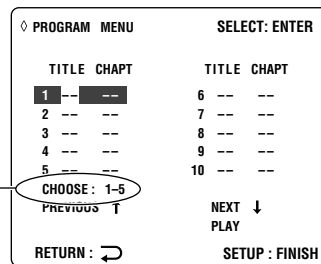 ◊ PROGRAM MENU SELECT: ENTER
TITLE CHAPT TITLE CHAPT
1 -- -- 6 -- --
2 -- -- 7 -- --
3 -- -- 8 -- --
4 -- -- 9 -- --
5 -- -- 10 -- --
CHOOSE : 1–5
PREVIOUS ↑ NEXT ↓
PLAY
RETURN : SETUP : FINISH